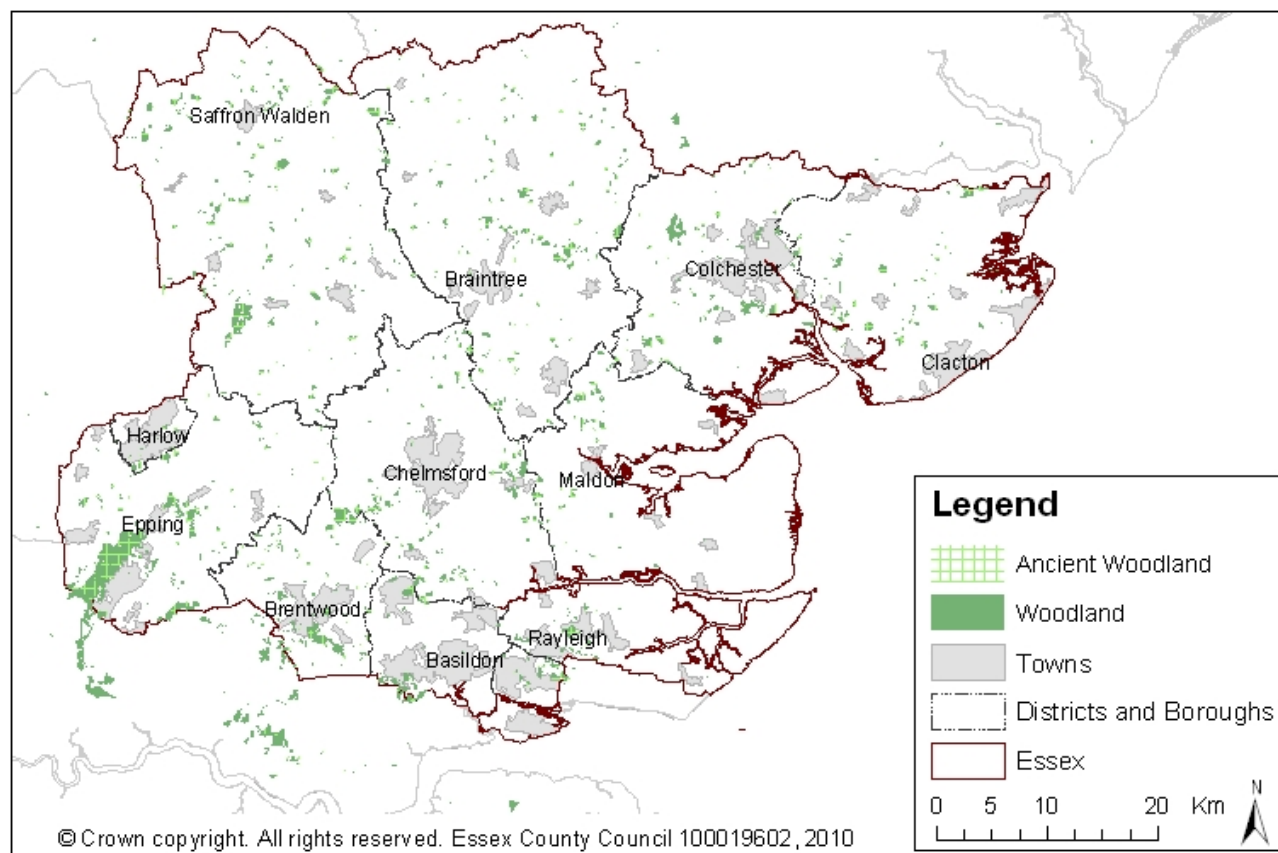 Saffron Walden
Braintree
Colchester
Clacton
Harlow
Chelmsford
Maldon
Epping
Brentwood
Rayleigh
Basildon
Legend
Ancient Woodland
Woodland
Towns
Districts and Boroughs
Essex
N
0 5 10 20 Km
© Crown copyright. All rights reserved. Essex County Council 100019602, 2010